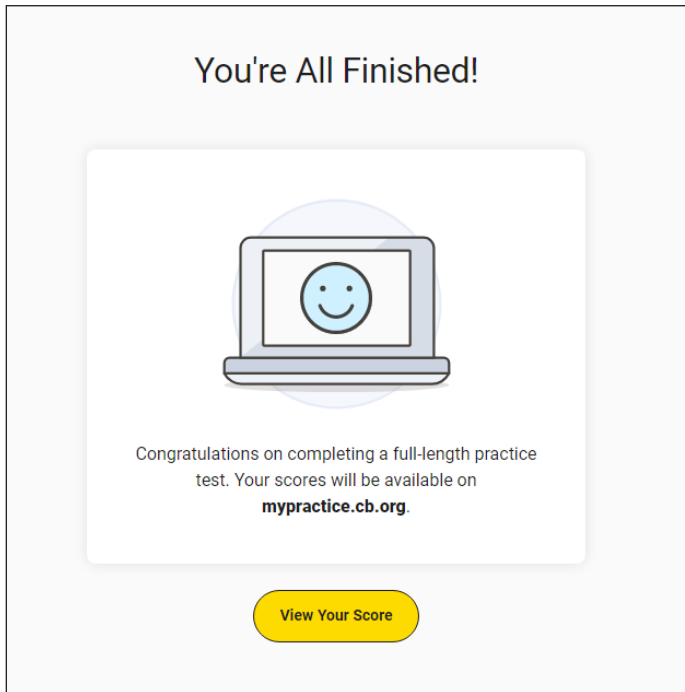 You're All Finished!
Congratulations on completing a full-length practice
test. Your scores will be available on
mypractice.cb.org.
View Your Score